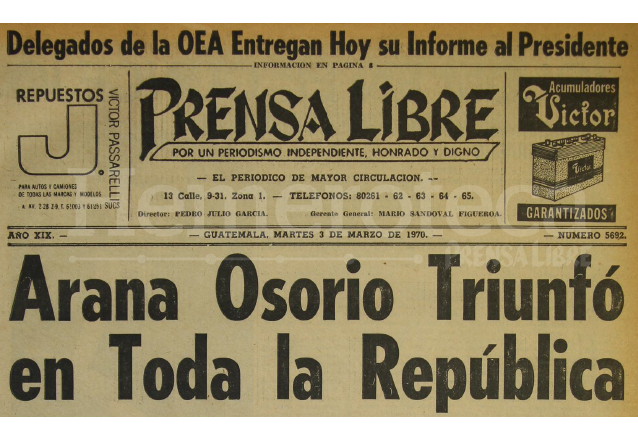 Delegados de la OEA Entregan Hoy su Informe al Presidente
INFORMACION EN PAGINA 8
REPUESTOS
J.
VICTOR PASSARELLI
SUCS
PARA AUTOS Y CAMIONES
DE TODAS LAS MARCAS Y MODELOS
PRENSA LIBRE
POR UN PERIODISMO INDEPENDIENTE, HONRADO Y DIGNO
— EL PERIODICO DE MAYOR CIRCULACION. —
13 Calle, 9-31, Zona 1. — TELEFONOS: 80261 - 62 - 63 - 64 - 65.
Director: PEDRO JULIO GARCIA. Gerente General: MARIO SANDOVAL FIGUEROA.
Acumuladores
Victor
Victor
GARANTIZADOS
AÑO XIX. — — GUATEMALA, MARTES 3 DE MARZO DE 1970. — — NUMERO 5692.
PRENSA LIBRE
Arana Osorio Triunfó
en Toda la República